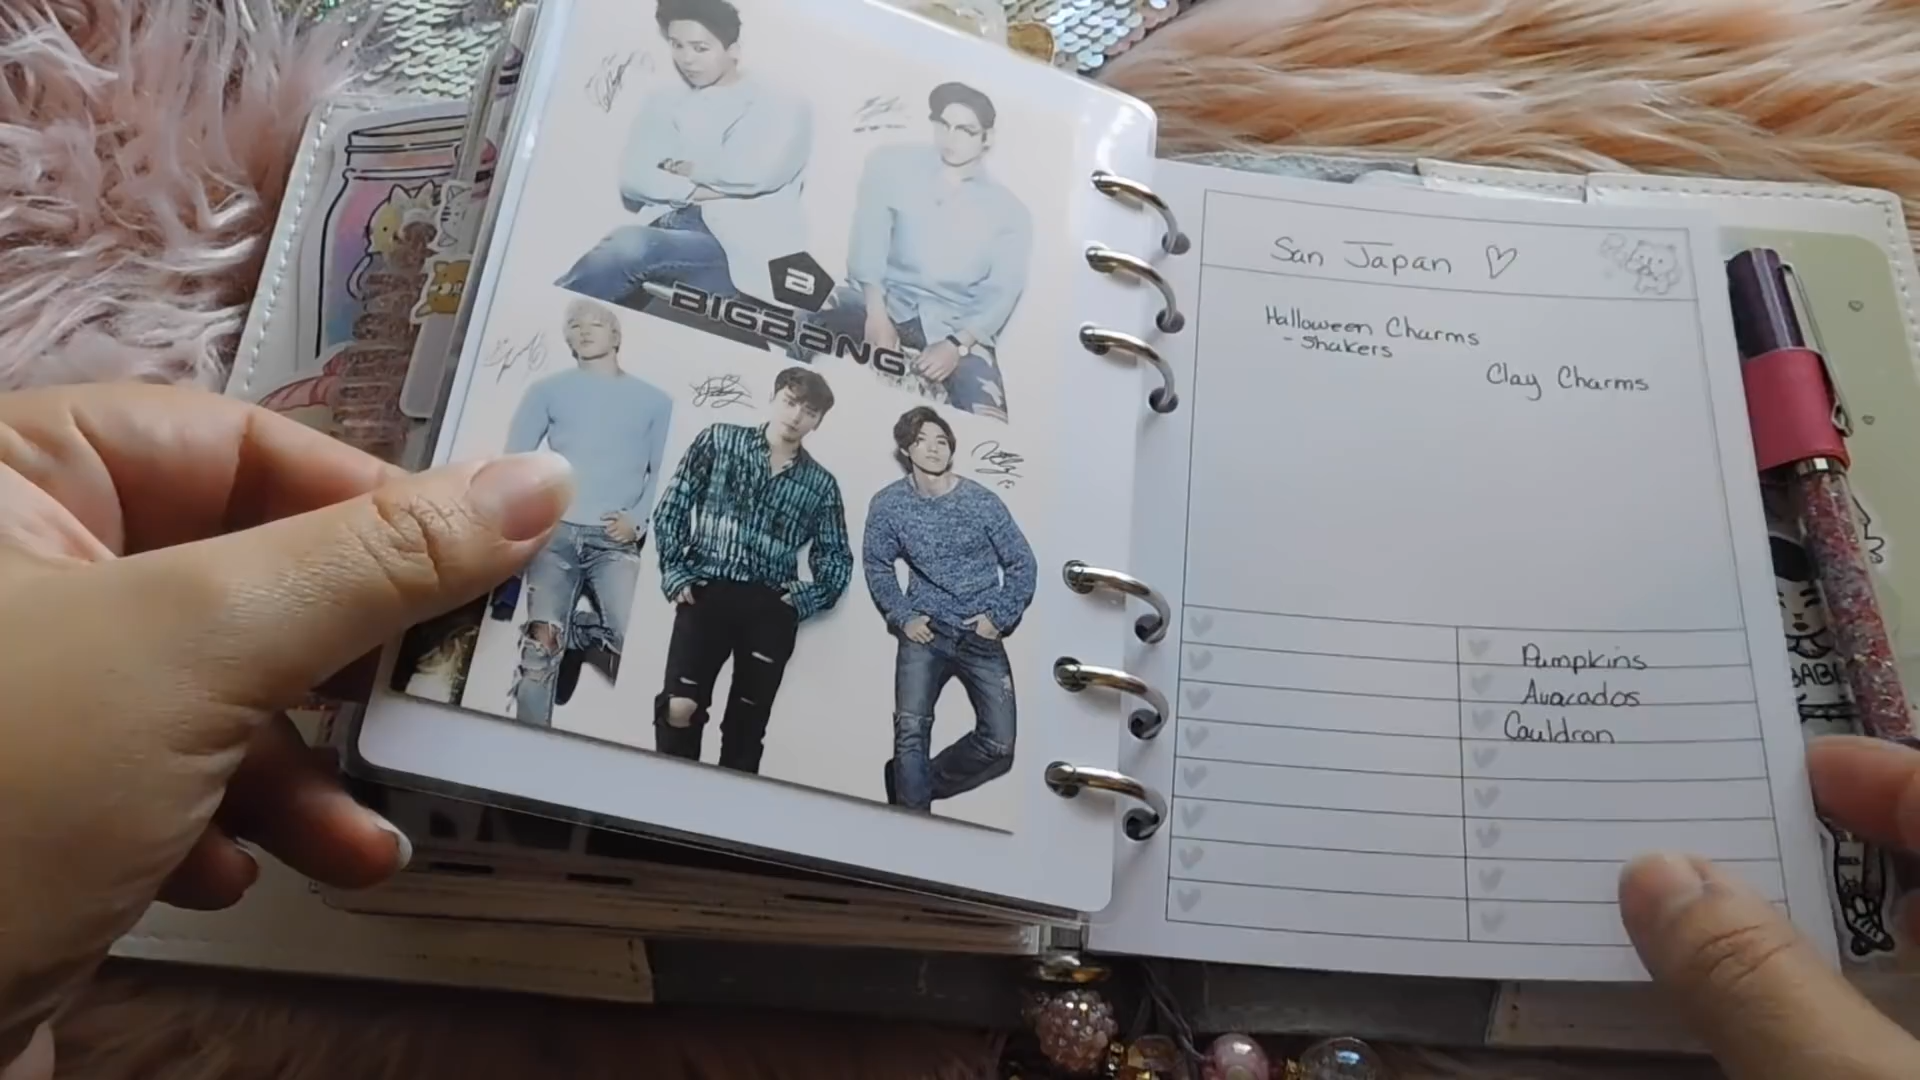 B
BIGBANG
San Japan
Halloween Charms
- Shakers
Clay Charms
Pumpkins
Avacados
Cauldron